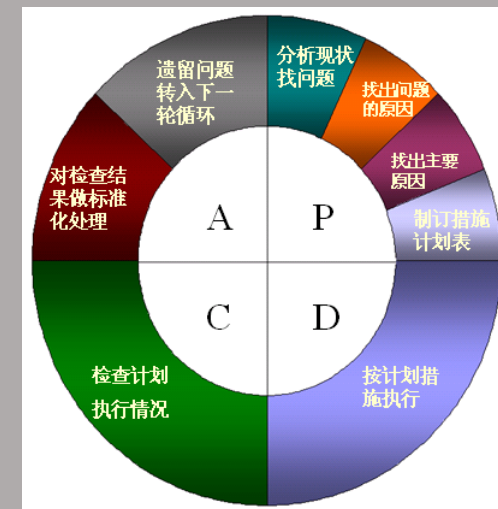 分析现状
找问题
找出问题
的原因
找出主要
原因
制订措施
计划表
按计划措
施执行
检查计划
执行情况
对检查结
果做标准
化处理
遗留问题
转入下一
轮循环
A
P
C
D